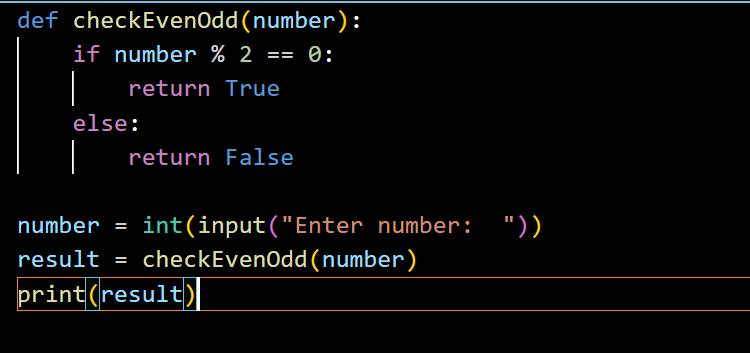 def checkEvenOdd(number):
    if number % 2 == 0:
        return True
    else:
        return False

number = int(input("Enter number:  "))
result = checkEvenOdd(number)
print(result)